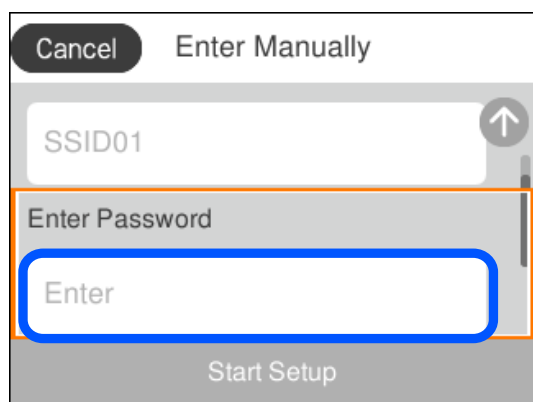 Cancel Enter Manually
SSID01
Enter Password
Enter
Start Setup